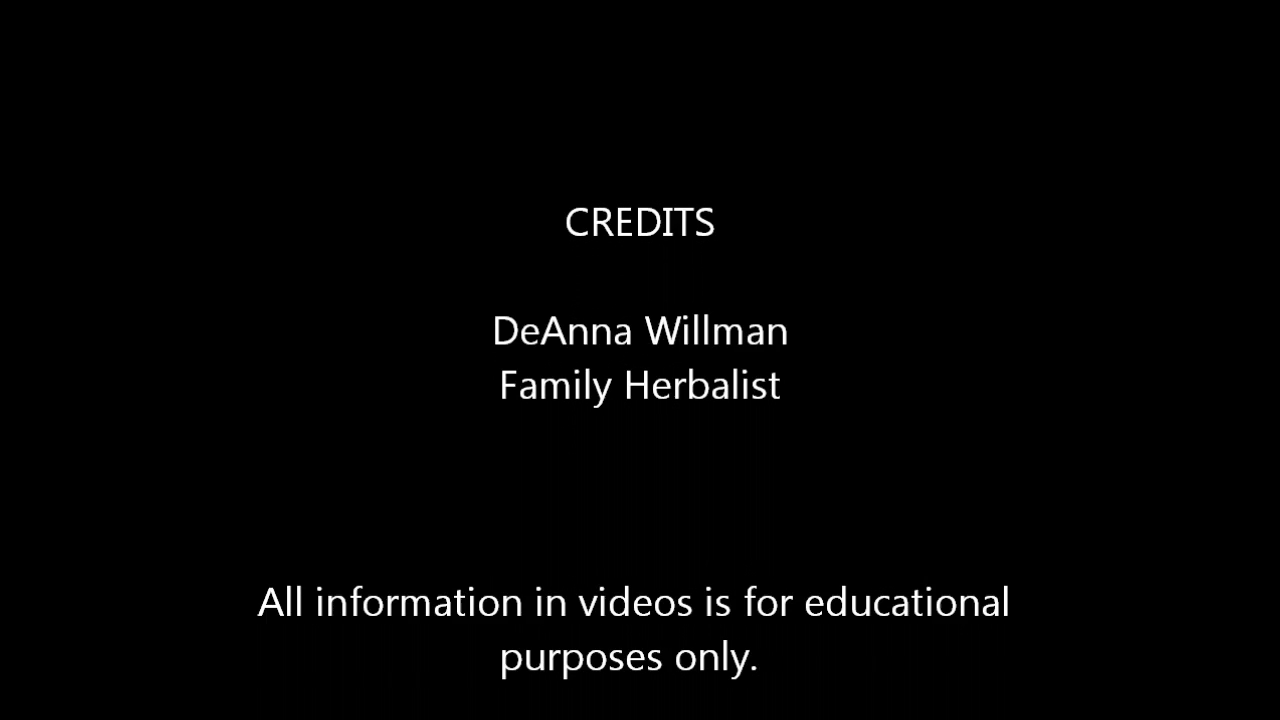 CREDITS
DeAnna Willman
Family Herbalist
All information in videos is for educational
purposes only.